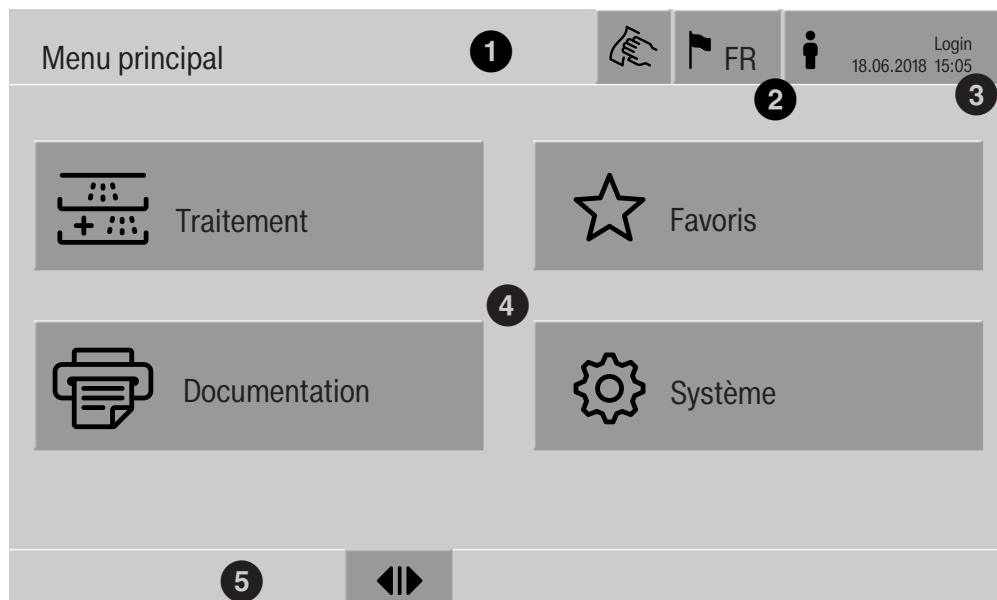 Menu principal
1
FR
2
Login
18.06.2018 15:05
3
Traitement
Favoris
4
Documentation
Système
5